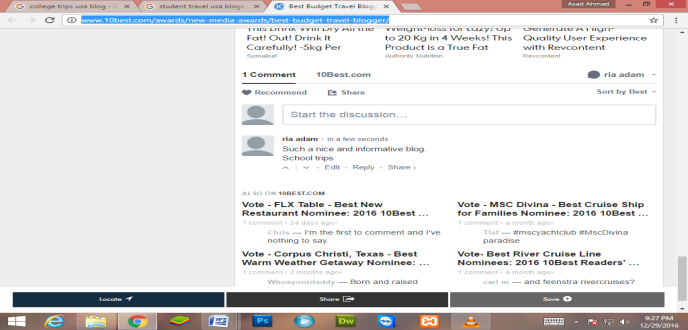 college trips usa blog -
student travel usa blogs
Best Budget Travel Blogg
Asad Ahmad
www.10best.com/awards/new-media-awards/best-budget-travel-blogger/
This Drink Will Dry All The
Fat! Out! Drink It
Carefully! -5kg Per
Sumaleaf
Weight-loss for Lazy! Up
to 20 Kg in 4 Weeks! This
Product is a True Fat
Authority Nutrition
Generate A High-
Quality User Experience
with Revcontent
Revcontent
1 Comment 10Best.com ria adam
Recommend Share Sort by Best
Start the discussion...
ria adam • in a few seconds
Such a nice and informative blog.
School trips
• Edit • Reply • Share ›
ALSO ON 10BEST.COM
Vote - FLX Table - Best New
Restaurant Nominee: 2016 10Best ...
1 comment • 24 days ago•
Chris — I'm the first to comment and I've
nothing to say.
Vote - MSC Divina - Best Cruise Ship
for Families Nominee: 2016 10Best ...
1 comment • a month ago•
— #mscyachtclub #MscDivina
paradise
Vote - Corpus Christi, Texas - Best
Warm Weather Getaway Nominee: ...
1 comment • 2 months ago•
Whosyourdaddy — Born and raised
Vote- Best River Cruise Line
Nominees: 2016 10Best Readers' ...
1 comment • a month ago•
carl m — and feenstra rivercruises?
Locate
Share
Save
9:27 PM
12/29/2016